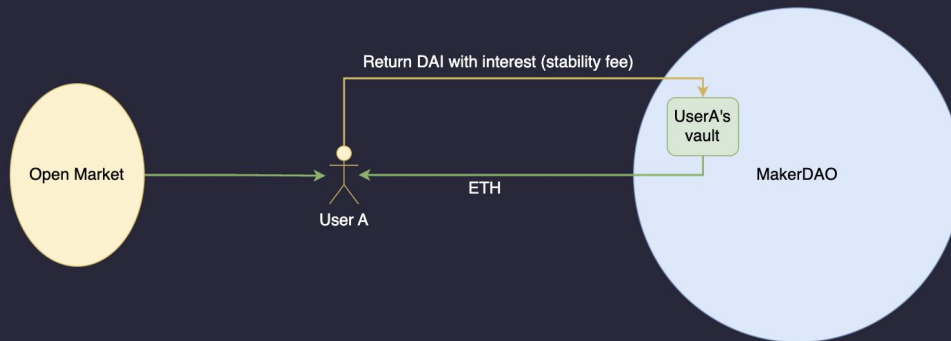 Return DAI with interest (stability fee)
UserA's
vault
Open Market
MakerDAO
ETH
User A